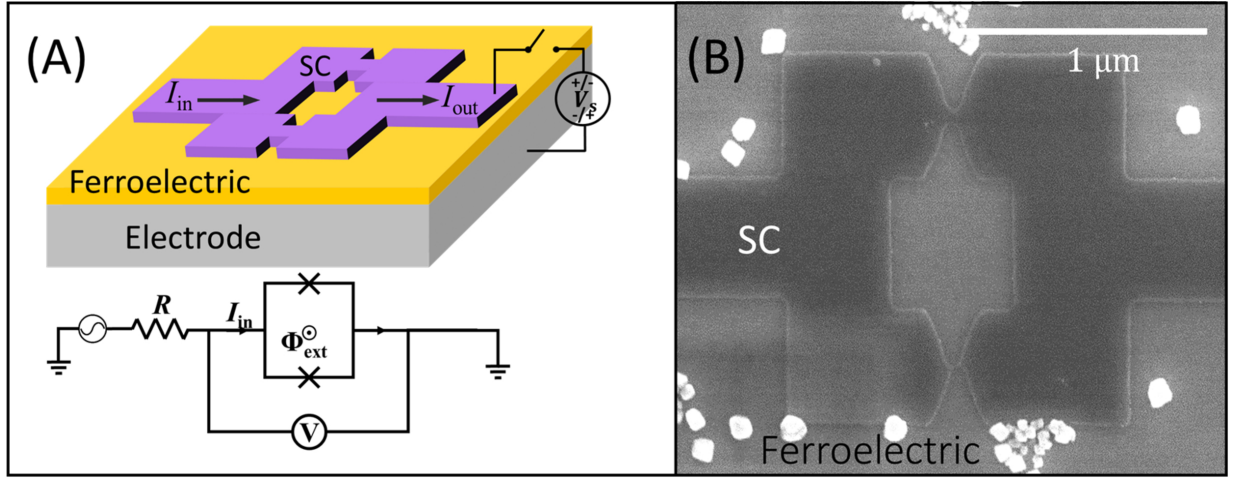 (A)
SC
I_in
I_out
+/-
V_s
-/+
Ferroelectric
Electrode
R
I_in
Φ_ext
V
(B)
1 μm
SC
Ferroelectric